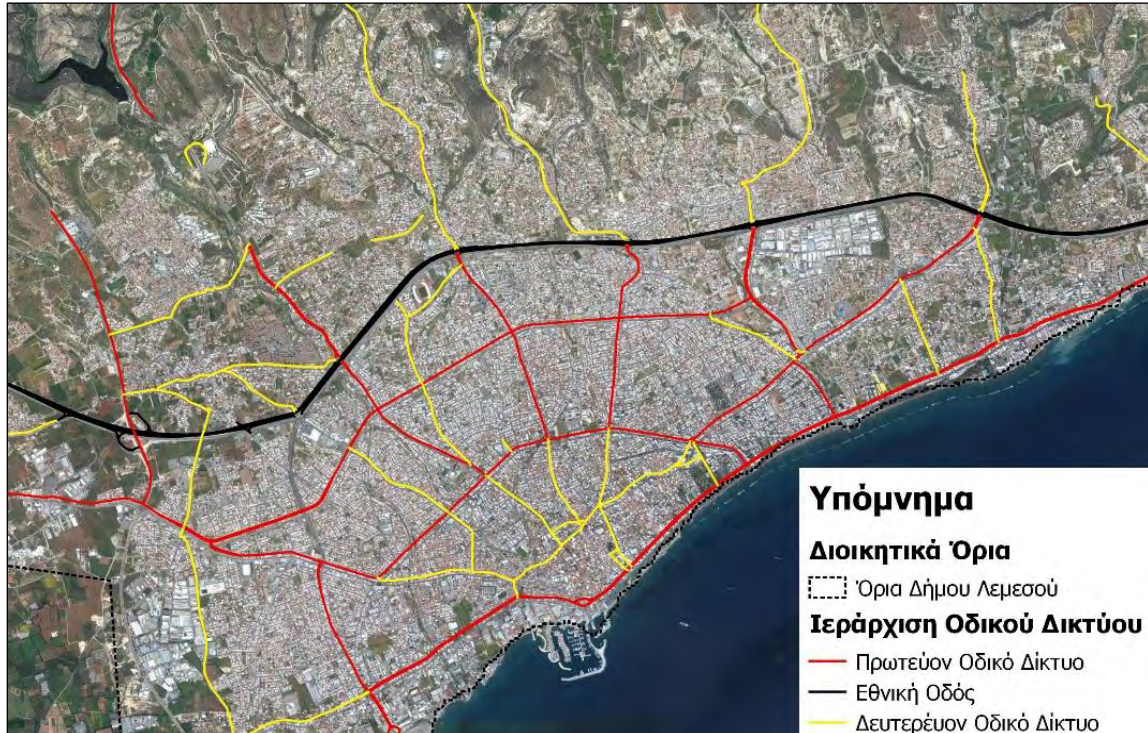 Υπόμνημα
Διοικητικά Όρια
Όρια Δήμου Λεμεσού
Ιεράρχιση Οδικού Δικτύου
Πρωτεύον Οδικό Δίκτυο
Εθνική Οδός
Δευτερέυον Οδικό Δίκτυο